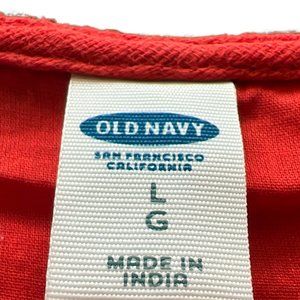 OLD NAVY
SAN FRANCISCO
CALIFORNIA
L
G
MADE IN
INDIA